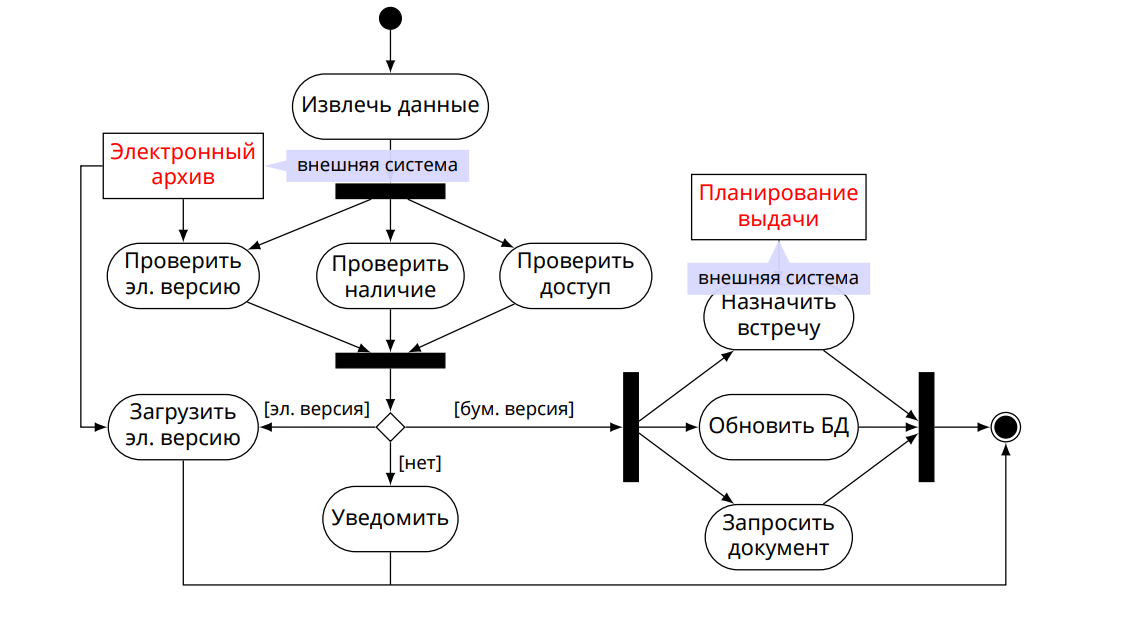 Извлечь данные
Электронный
архив
внешняя система
Планирование
выдачи
Проверить
эл. версию
Проверить
наличие
Проверить
доступ
внешняя система
Назначить
встречу
Загрузить
эл. версию
[эл. версия]
[бум. версия]
Обновить БД
[нет]
Уведомить
Запросить
документ